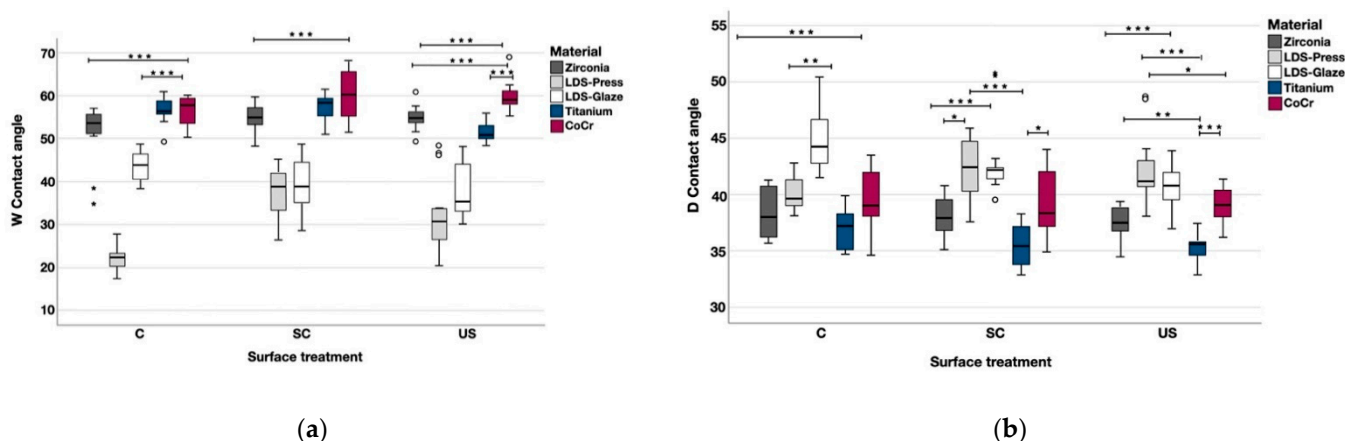 * * *
* * *
* * *
* * *
* * *
* * *
* * *
*
*
70
60
50
40
30
20
10
W Contact angle
C
SC
US
Surface treatment
Material
Zirconia
LDS-Press
LDS-Glaze
Titanium
CoCr
(a)
* * *
* *
* * *
*
* * *
*
*
*
* * *
* * *
*
* *
* * *
55
50
45
40
35
30
D Contact angle
C
SC
US
Surface treatment
Material
Zirconia
LDS-Press
LDS-Glaze
Titanium
CoCr
(b)